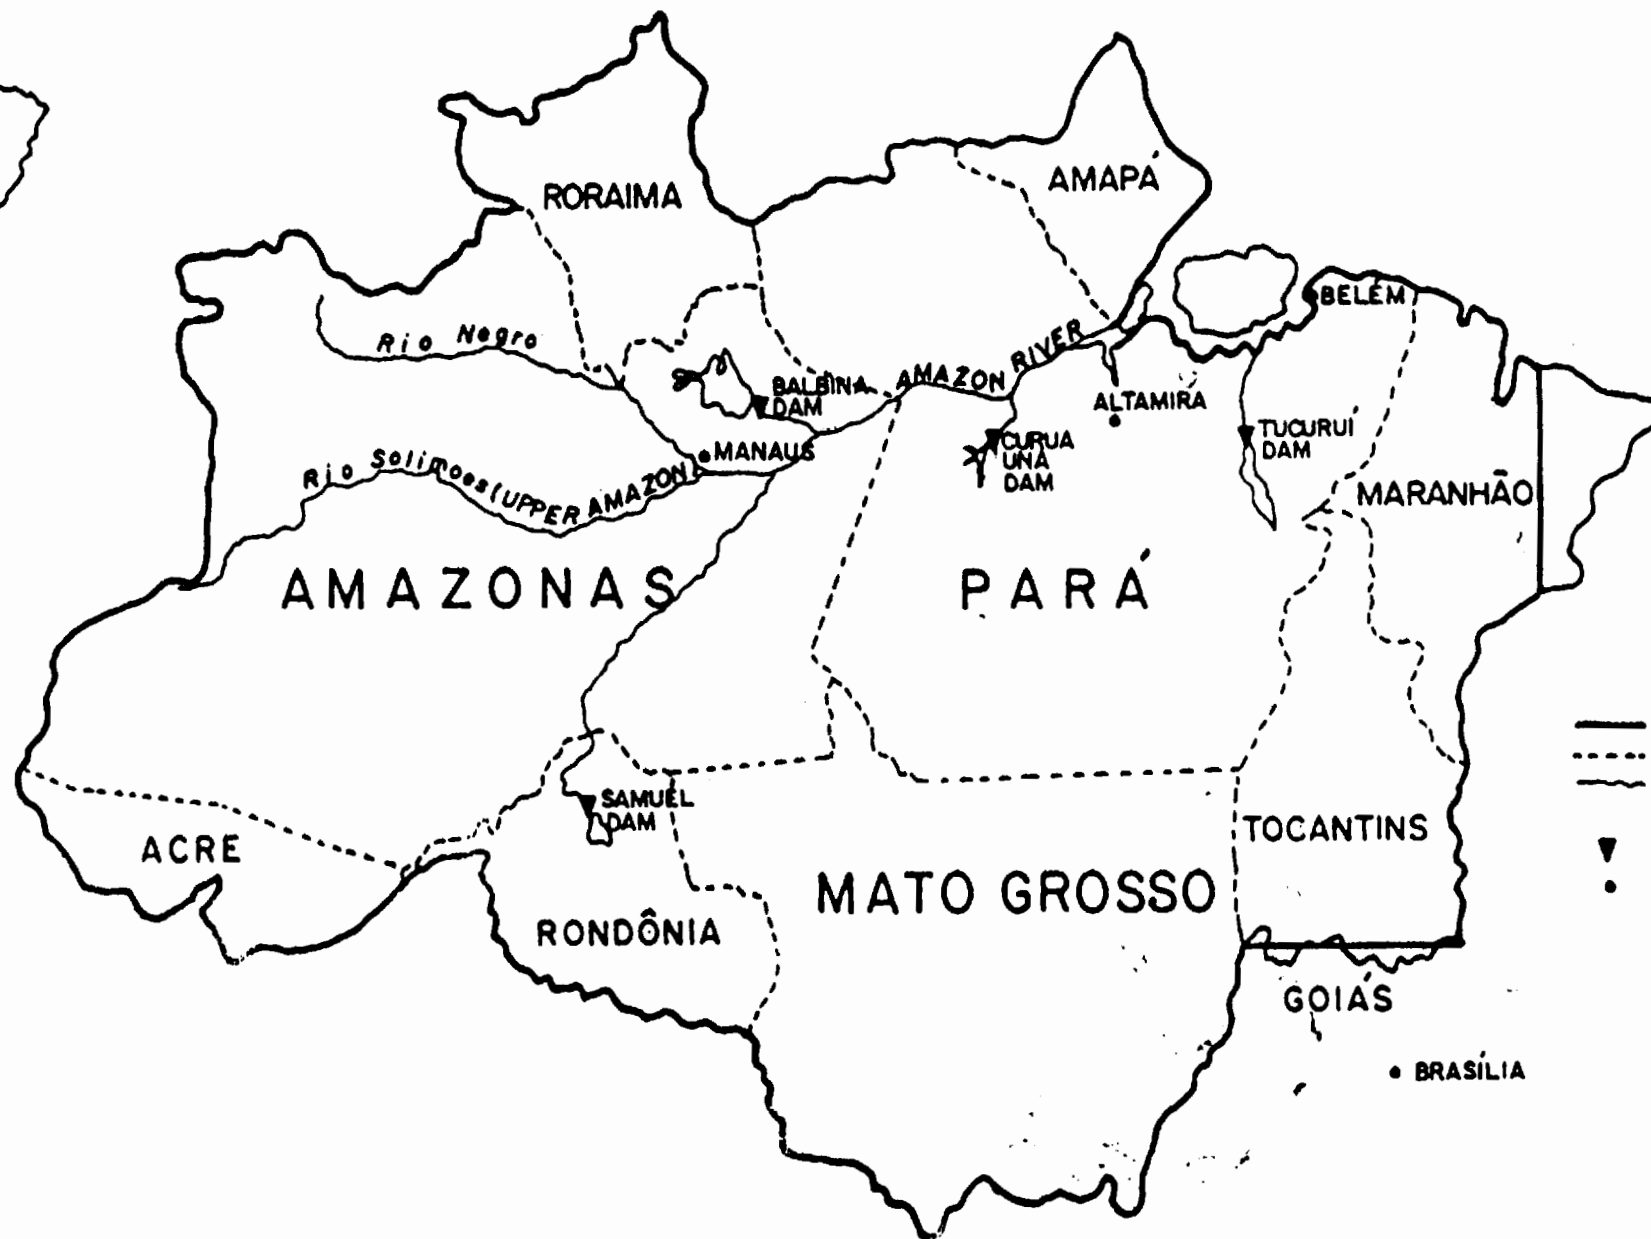 RORAIMA
AMAPÁ
BELÉM
Rio Negro
AMAZON RIVER
BALBINA
DAM
ALTAMIRA
MANAUS
CURUA
UNA
DAM
TUCURUÍ
DAM
Rio Solimoes (UPPER AMAZON)
MARANHÃO
AMAZONAS
PARÁ
SAMUEL
DAM
ACRE
TOCANTINS
MATO GROSSO
RONDÔNIA
GOIÁS
BRASÍLIA